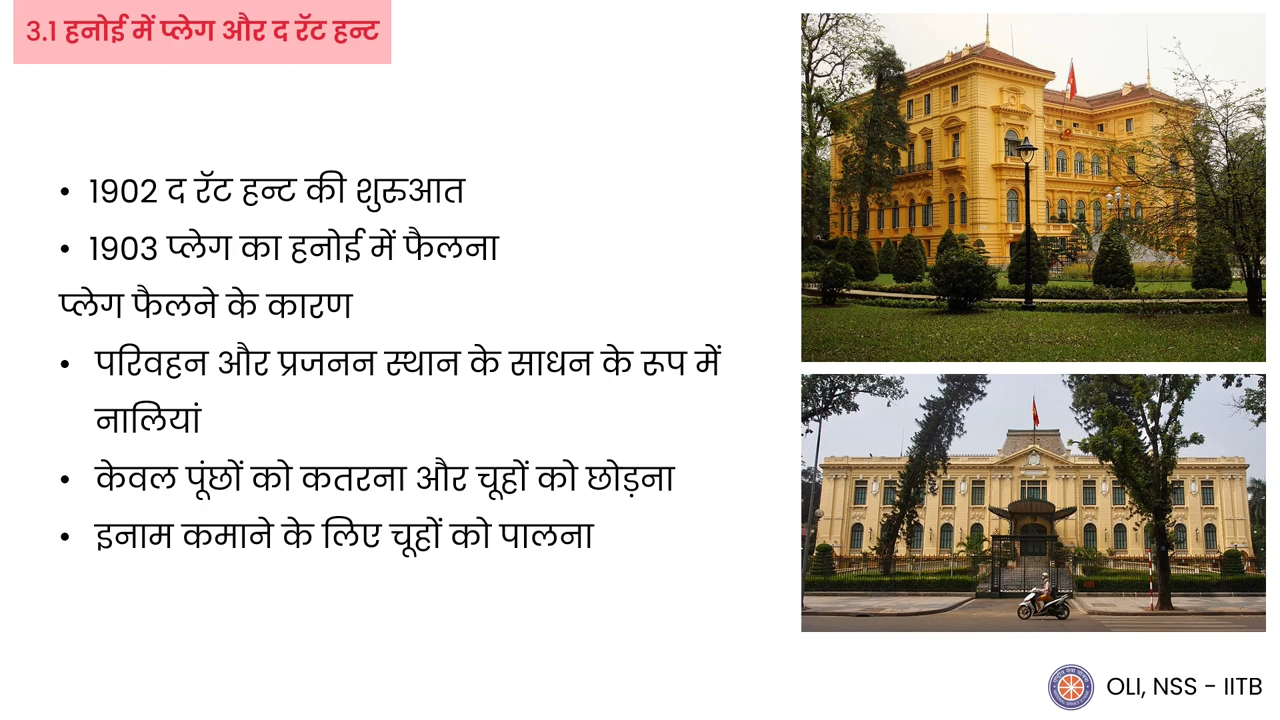 3.1 हनोई में प्लेग और द रॅट हन्ट
• 1902 द रॅट हन्ट की शुरुआत
• 1903 प्लेग का हनोई में फैलना
प्लेग फैलने के कारण
• परिवहन और प्रजनन स्थान के साधन के रूप में
नालियां
• केवल पूंछों को कतरना और चूहों को छोड़ना
• इनाम कमाने के लिए चूहों को पालना
OLI, NSS - IITB